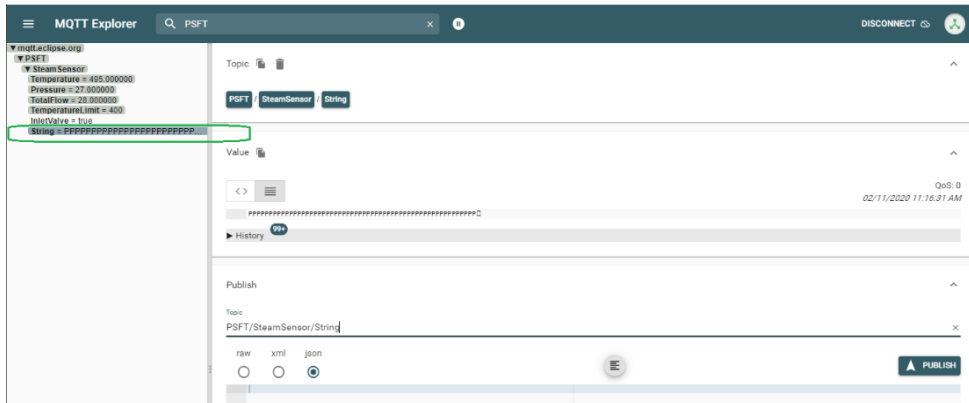 MQTT Explorer
PSFT
DISCONNECT
▼ mqtt.eclipse.org
▼ PSFT
▼ SteamSensor
Temperature = 495.000000
Pressure = 27.000000
TotalFlow = 28.000000
TemperatureLimit = 400
InletValve = true
String = PPPPPPPPPPPPPPPPPPPPPPPPP...
Topic
PSFT / SteamSensor / String
Value
QoS: 0
02/11/2020 11:16:31 AM
▶ History 99+
Publish
Topic
PSFT/SteamSensor/String
raw xml json
PUBLISH